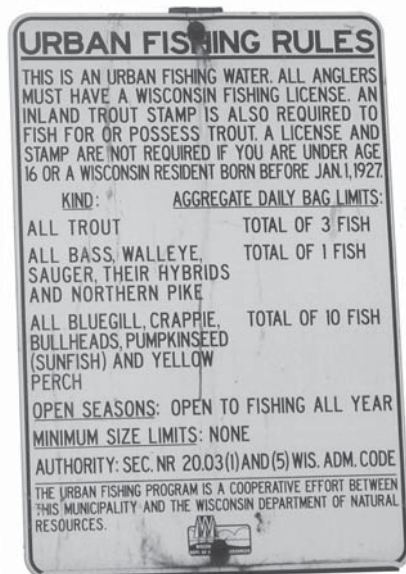 URBAN FISHING RULES
THIS IS AN URBAN FISHING WATER. ALL ANGLERS
MUST HAVE A WISCONSIN FISHING LICENSE. AN
INLAND TROUT STAMP IS ALSO REQUIRED TO
FISH FOR OR POSSESS TROUT. A LICENSE AND
STAMP ARE NOT REQUIRED IF YOU ARE UNDER AGE
16 OR A WISCONSIN RESIDENT BORN BEFORE JAN.1,1927.
KIND: AGGREGATE DAILY BAG LIMITS:
ALL TROUT TOTAL OF 3 FISH
ALL BASS, WALLEYE, TOTAL OF 1 FISH
SAUGER, THEIR HYBRIDS
AND NORTHERN PIKE
ALL BLUEGILL, CRAPPIE, TOTAL OF 10 FISH
BULLHEADS, PUMPKINSEED
(SUNFISH) AND YELLOW
PERCH
OPEN SEASONS: OPEN TO FISHING ALL YEAR
MINIMUM SIZE LIMITS: NONE
AUTHORITY: SEC. NR 20.03(1) AND (5) WIS. ADM. CODE
THE URBAN FISHING PROGRAM IS A COOPERATIVE EFFORT BETWEEN
THIS MUNICIPALITY AND THE WISCONSIN DEPARTMENT OF NATURAL
RESOURCES.